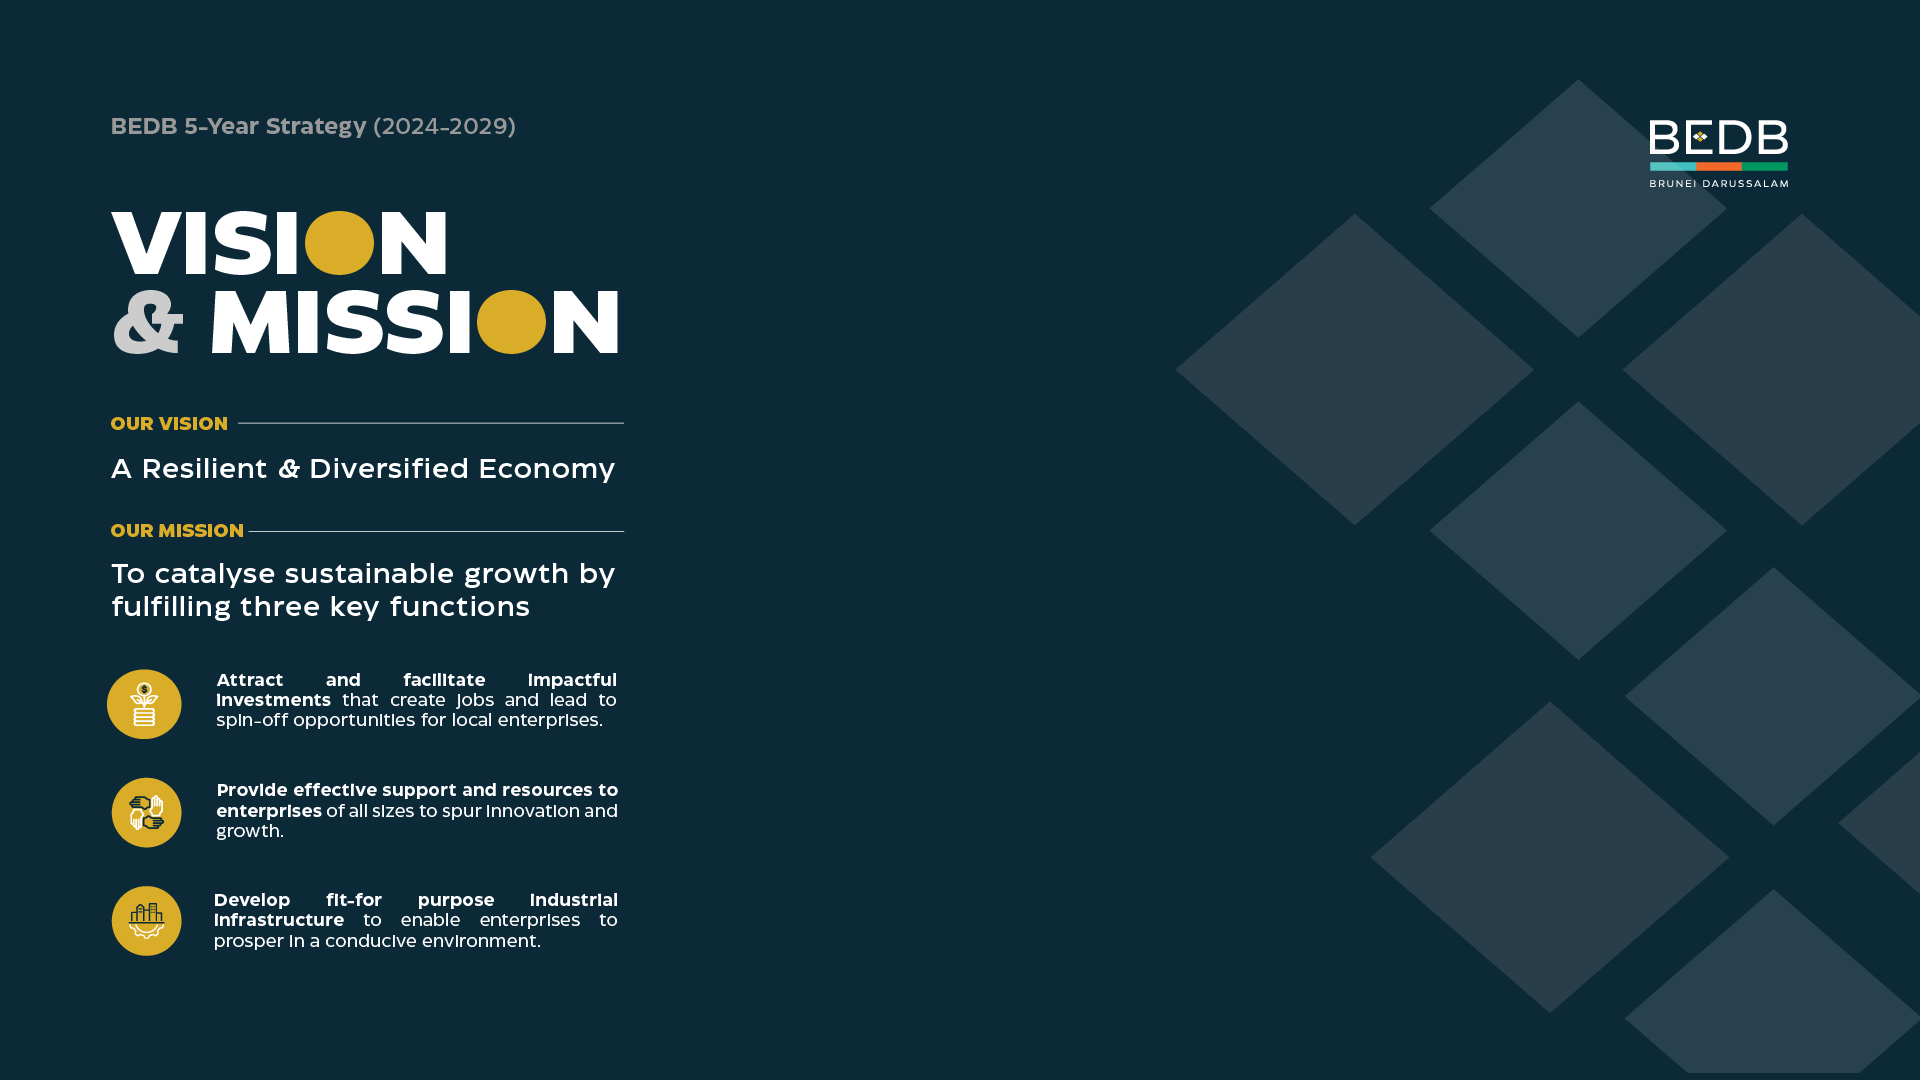 BEDB 5-Year Strategy (2024-2029)
BEDB
BRUNEI DARUSSALAM
VISION
& MISSION
OUR VISION
A Resilient & Diversified Economy
OUR MISSION
To catalyse sustainable growth by
fulfilling three key functions
Attract and facilitate impactful
investments that create jobs and lead to
spin-off opportunities for local enterprises.
Provide effective support and resources to
enterprises of all sizes to spur innovation and
growth.
Develop fit-for purpose industrial
infrastructure to enable enterprises to
prosper in a conducive environment.